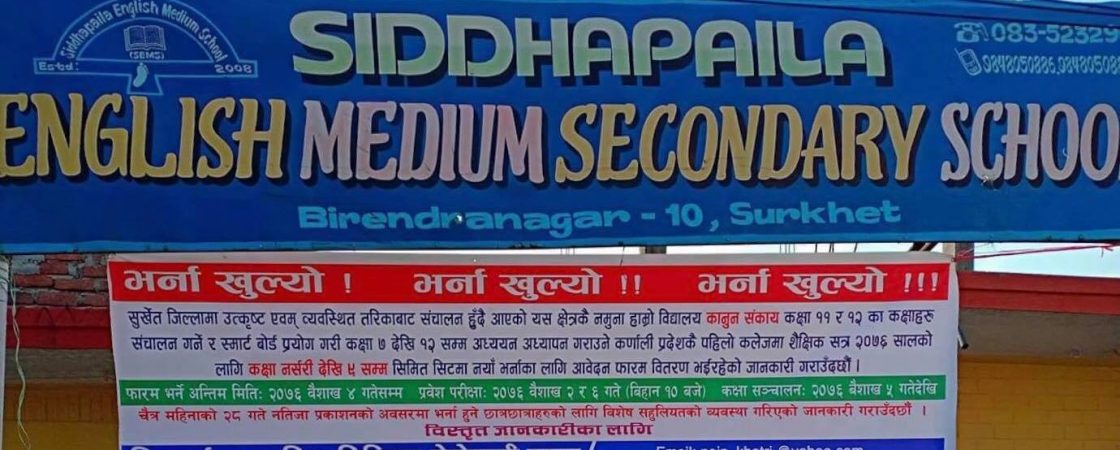 Siddhapaila English Medium School
(SEMS)
Estd: 2008
SIDDHAPAILA
☎083-52329
9848050886,984805088
ENGLISH MEDIUM SECONDARY SCHOO
Birendranagar - 10, Surkhet
भर्ना खुल्यो ! भर्ना खुल्यो !! भर्ना खुल्यो !!!
सुर्खेत जिल्लामा उत्कृष्ट एवम् व्यवस्थित तरिकाबाट संचालन हुँदै आएको यस क्षेत्रकै नमुना हाम्रो विद्यालय कानुन संकाय कक्षा ११ र १२ का कक्षाहरु
संचालन गर्ने र स्मार्ट बोर्ड प्रयोग गरी कक्षा ७ देखि १२ सम्म अध्ययन अध्यापन गराउने कर्णाली प्रदेशकै पहिलो कलेजमा शैक्षिक सत्र २०७६ सालको
लागि कक्षा नर्सरी देखि ५ सम्म सिमित सिटमा नयाँ भर्नाका लागि आवेदन फारम वितरण भईरहेको जानकारी गराउँदछौं ।
फारम भर्ने अन्तिम मिति: २०७६ बैशाख ४ गतेसम्म प्रवेश परीक्षा: २०७६ बैशाख २ र ६ गते (बिहान १० बजे) कक्षा सञ्चालन: २०७६ बैशाख ५ गतेदेखि
चैत्र महिनाको २८ गते नतिजा प्रकाशनको अवसरमा भर्ना हुने छात्रछात्राहरुको लागि विशेष सहुलियतको व्यवस्था गरिएको जानकारी गराउँदछौं ।
विस्तृत जानकारीका लागि